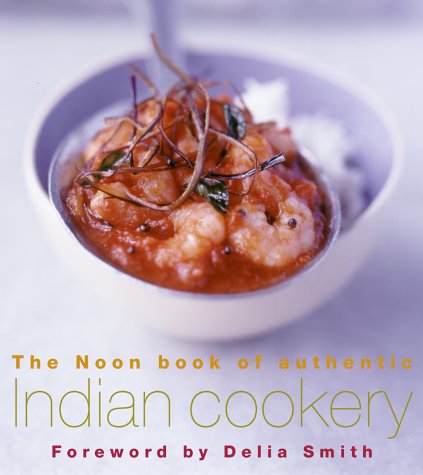 The Noon book of authentic
Indian cookery
Foreword by Delia Smith